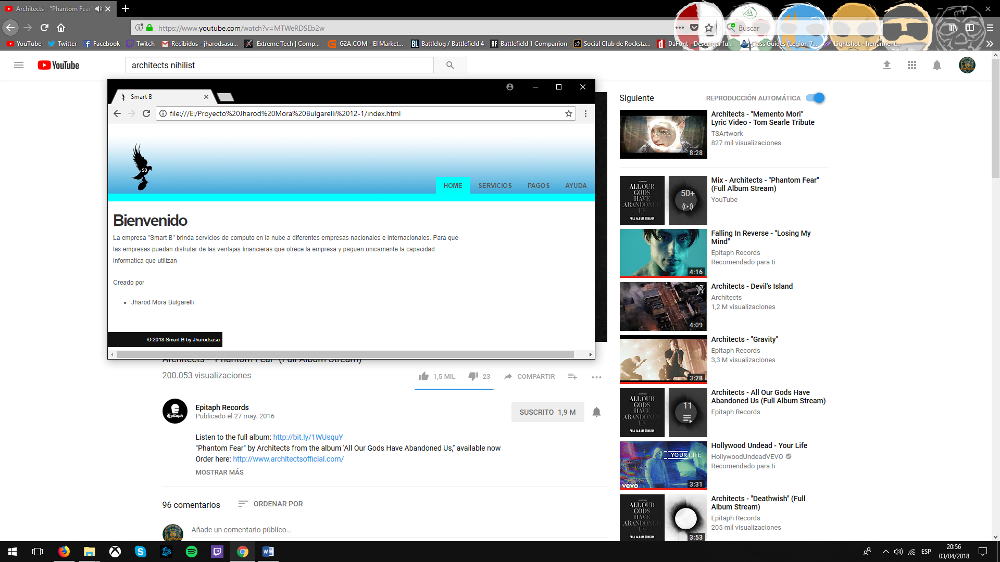 Architects - "Phantom Fear"
https://www.youtube.com/watch?v=MTWeRDSEb2w
Buscar
YouTube
Twitter
Facebook
Twitch
Recibidos - jharodsasu...
Extreme Tech | Comp...
G2A.COM - El Market...
BL Battlelog / Battlefield 4
BF Battlefield 1 Companion
Social Club de Rocksta...
DaFont - Descargar fu...
Class Guides (Legion 7...
Lightshot - herramient...
YouTube
architects nihilist
Smart B
file:///E:/Proyecto%20Jharod%20Mora%20Bulgarelli%2012-1/index.html
SB
HOME
SERVICIOS
PAGOS
AYUDA
Bienvenido
La empresa "Smart B" brinda servicios de computo en la nube a diferentes empresas nacionales e internacionales. Para que
las empresas puedan disfrutar de las ventajas financieras que ofrece la empresa y paguen unicamente la capacidad
informatica que utilizan
Creado por
Jharod Mora Bulgarelli
© 2018 Smart B by Jharodsasu
Architects - "Phantom Fear" (Full Album Stream)
200.053 visualizaciones
1,5 MIL
23
COMPARTIR
Epitaph
Epitaph Records
Publicado el 27 may. 2016
SUSCRITO 1,9 M
Listen to the full album: http://bit.ly/1WUsquY
"Phantom Fear" by Architects from the album 'All Our Gods Have Abandoned Us," available now
Order here: http://www.architectsofficial.com/
MOSTRAR MÁS
96 comentarios
ORDENAR POR
Añade un comentario público...
Siguiente
REPRODUCCIÓN AUTOMÁTICA
8:28
Architects - "Memento Mori"
Lyric Video - Tom Searle Tribute
TSArtwork
827 mil visualizaciones
ALL OUR
GODS
HAVE
ABANDONED
US
FULL ALBUM STREAM
50+
Mix - Architects - "Phantom Fear"
(Full Album Stream)
YouTube
4:16
Falling In Reverse - "Losing My
Mind"
Epitaph Records
Recomendado para ti
4:09
Architects - Devil's Island
Architects
1,2 M visualizaciones
3:28
Architects - "Gravity"
Epitaph Records
3,3 M visualizaciones
ALL OUR
GODS
HAVE
ABANDONED
US
FULL ALBUM STREAM
11
Architects - All Our Gods Have
Abandoned Us (Full Album Stream)
Epitaph Records
YOUR LIFE
vevo
3:31
Hollywood Undead - Your Life
HollywoodUndeadVEVO
Recomendado para ti
ALL OUR
GODS
HAVE
ABANDONED
US
FULL ALBUM STREAM
3:53
Architects - "Deathwish" (Full
Album Stream)
Epitaph Records
205 mil visualizaciones
ESP
20:56
03/04/2018